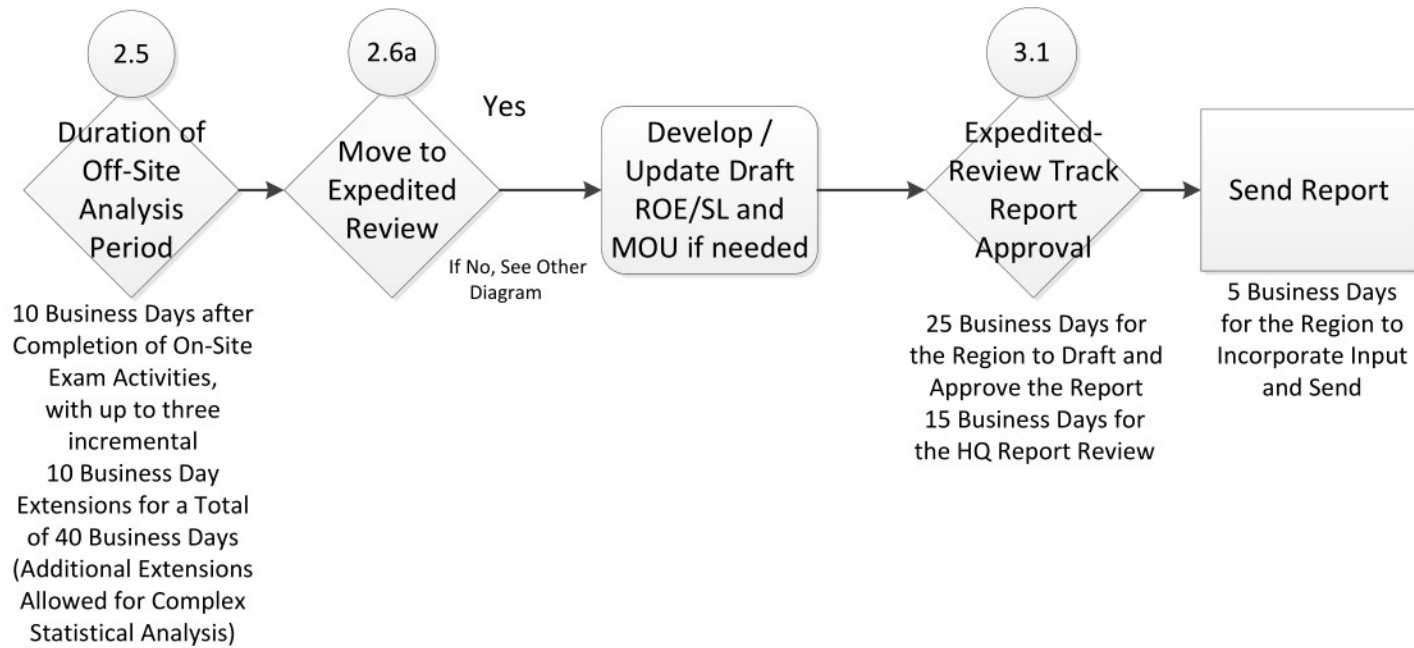 2.5
Duration of
Off-Site
Analysis
Period
10 Business Days after
Completion of On-Site
Exam Activities,
with up to three
incremental
10 Business Day
Extensions for a Total
of 40 Business Days
(Additional Extensions
Allowed for Complex
Statistical Analysis)
2.6a
Move to
Expedited
Review
Yes
If No, See Other
Diagram
Develop /
Update Draft
ROE/SL and
MOU if needed
3.1
Expedited-
Review Track
Report
Approval
25 Business Days for
the Region to Draft and
Approve the Report
15 Business Days for
the HQ Report Review
Send Report
5 Business Days
for the Region to
Incorporate Input
and Send